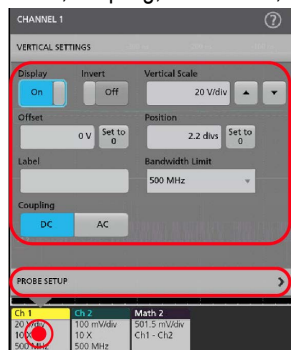 CHANNEL 1 ?
VERTICAL SETTINGS
Display Invert Vertical Scale
On Off 20 V/div
Offset Position
0 V Set to 0 2.2 divs Set to 0
Label Bandwidth Limit
500 MHz
Coupling
DC AC
PROBE SETUP
Ch 1 Ch 2 Math 2
20 V/div 100 mV/div 501.5 mV/div
10 X 10 X Ch1 - Ch2
500 MHz 500 MHz